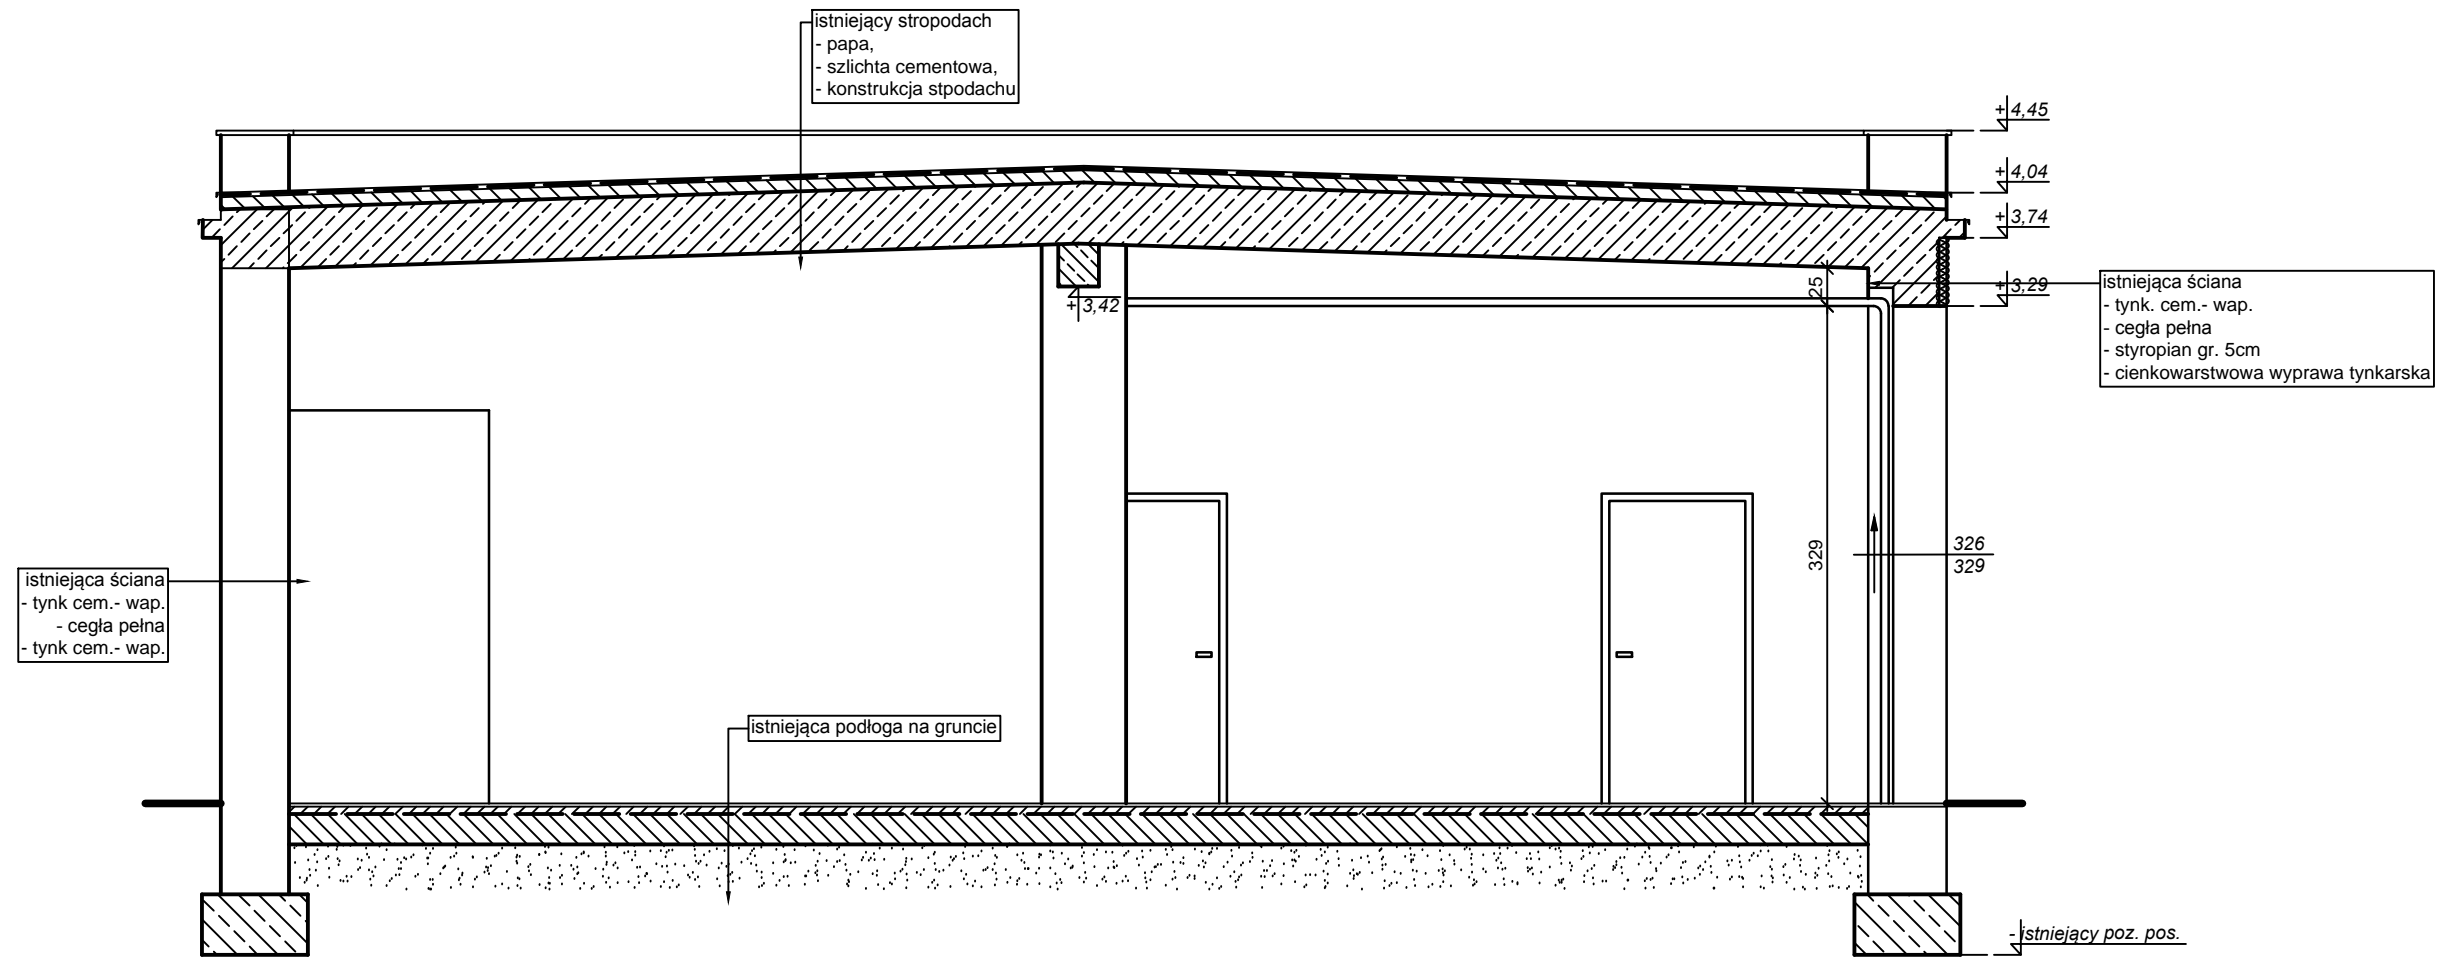 istniejący stropodach
- papa,
- szlichta cementowa,
- konstrukcja stpodachu
+ 4,45
+ 4,04
+ 3,74
+ 3,29
+ 3,42
25
istniejąca ściana
- tynk. cem.- wap.
- cegła pełna
- styropian gr. 5cm
- cienkowarstwowa wyprawa tynkarska
329
326
329
istniejąca ściana
- tynk cem.- wap.
- cegła pełna
- tynk cem.- wap.
istniejąca podłoga na gruncie
- istniejący poz. pos.